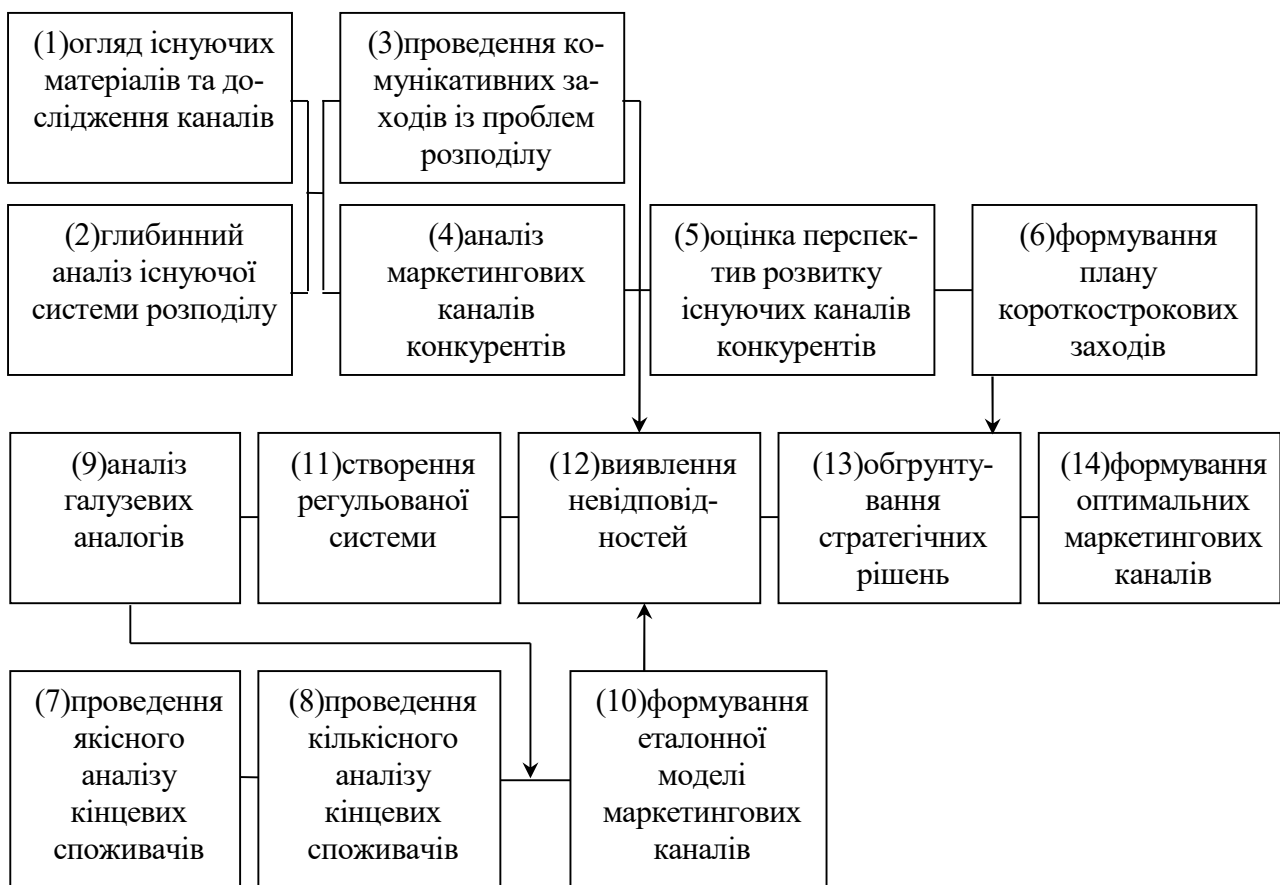 (1)огляд існуючих
матеріалів та до-
слідження каналів
(3)проведення ко-
мунікативних за-
ходів із проблем
розподілу
(2)глибинний
аналіз існуючої
системи розподілу
(4)аналіз
маркетингових
каналів
конкурентів
(5)оцінка перспек-
тив розвитку
існуючих каналів
конкурентів
(6)формування
плану
короткострокових
заходів
(9)аналіз
галузевих
аналогів
(11)створення
регульованої
системи
(12)виявлення
невідповід-
ностей
(13)обгрунту-
вання
стратегічних
рішень
(14)формування
оптимальних
маркетингових
каналів
(7)проведення
якісного
аналізу
кінцевих
споживачів
(8)проведення
кількісного
аналізу
кінцевих
споживачів
(10)формування
еталонної
моделі
маркетингових
каналів